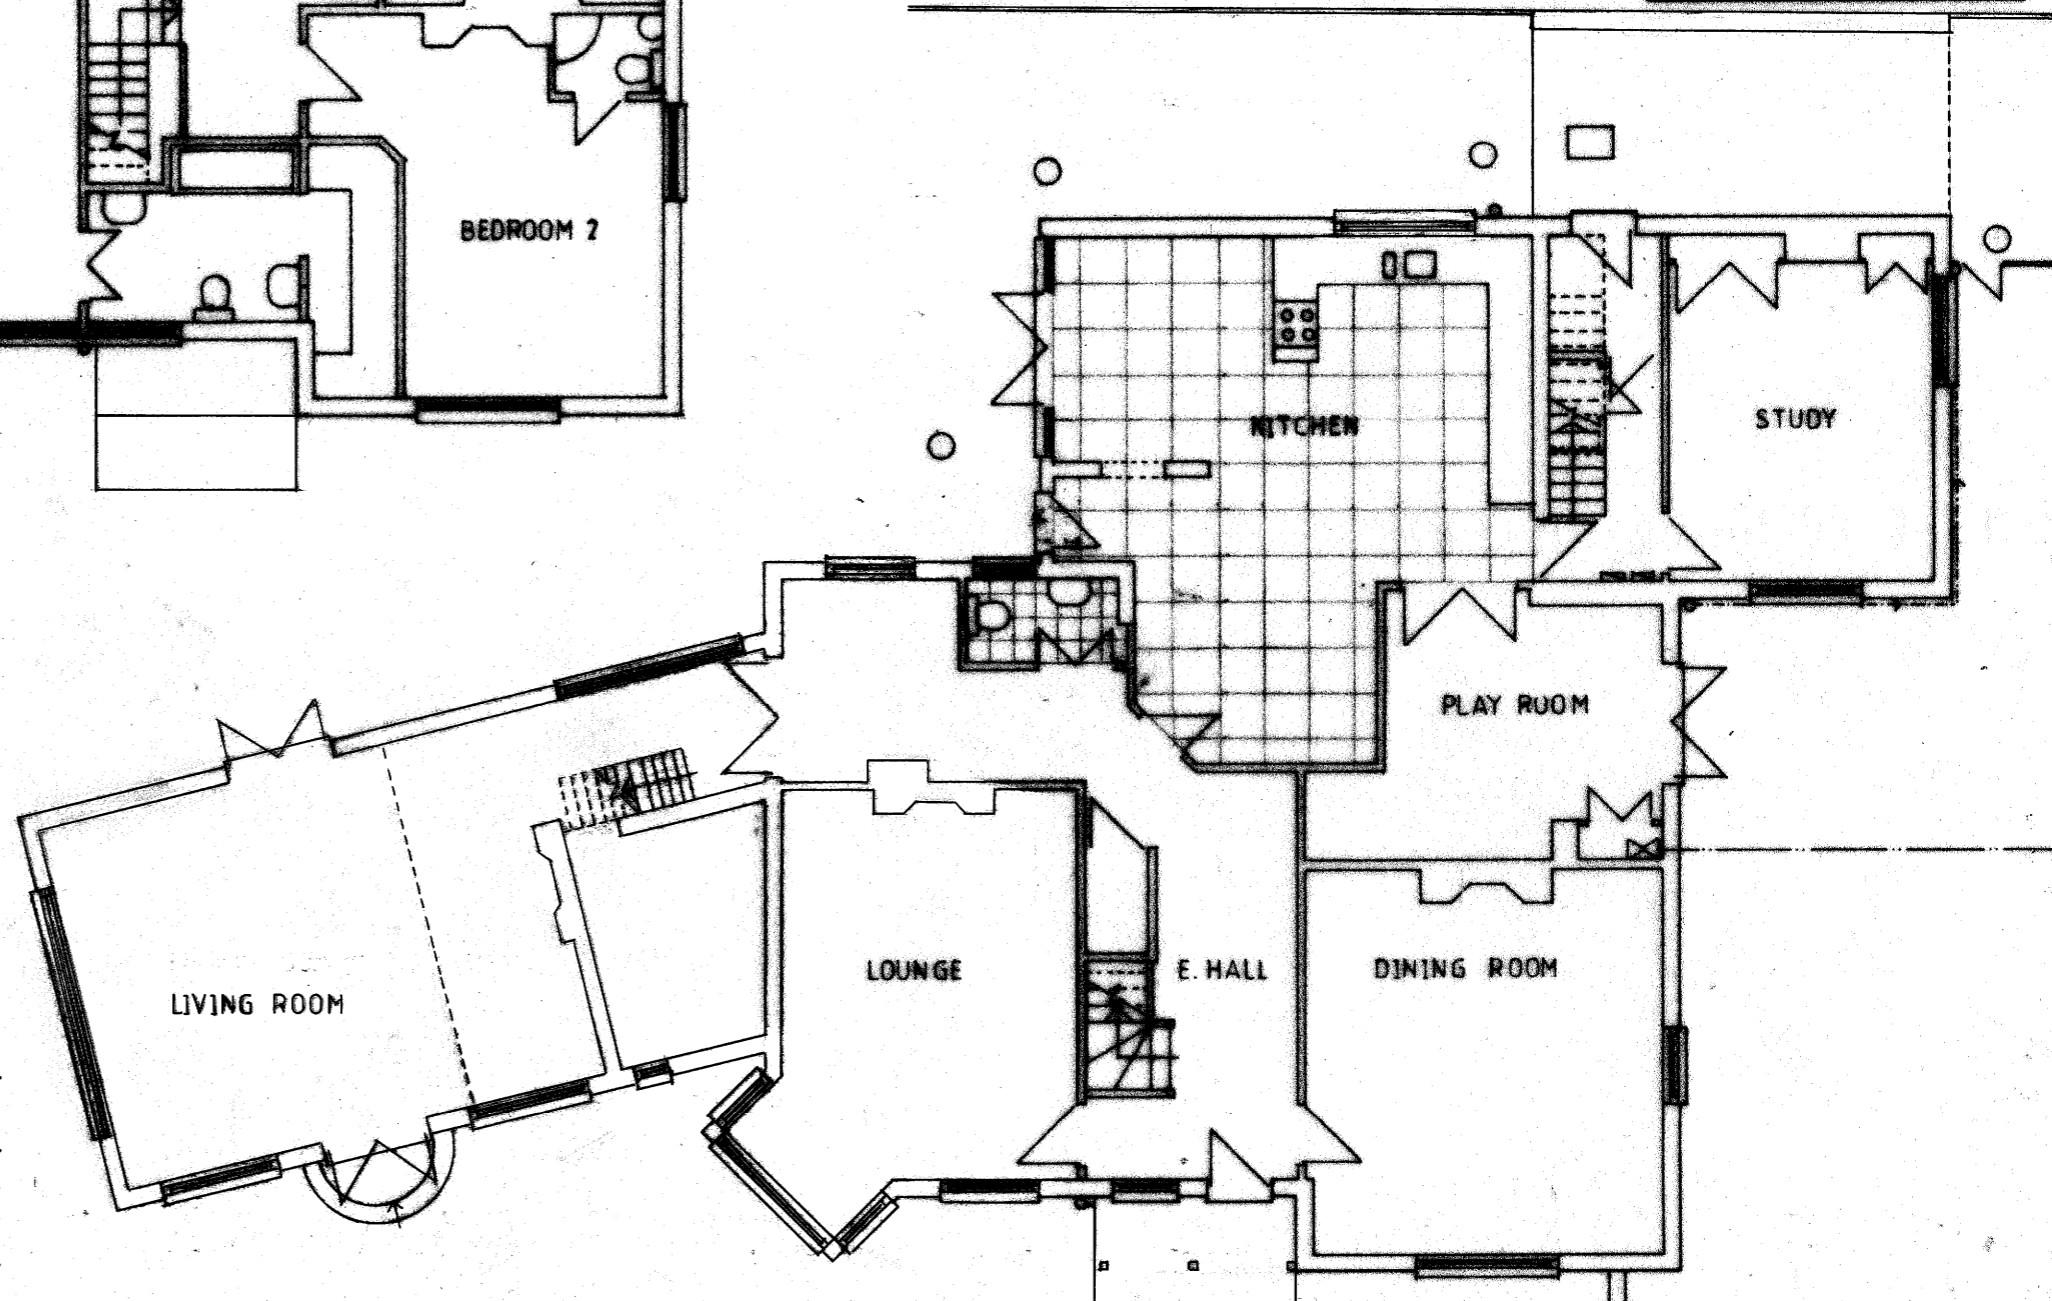 BEDROOM 2
KITCHEN
STUDY
PLAY ROOM
LOUNGE
E. HALL
DINING ROOM
LIVING ROOM